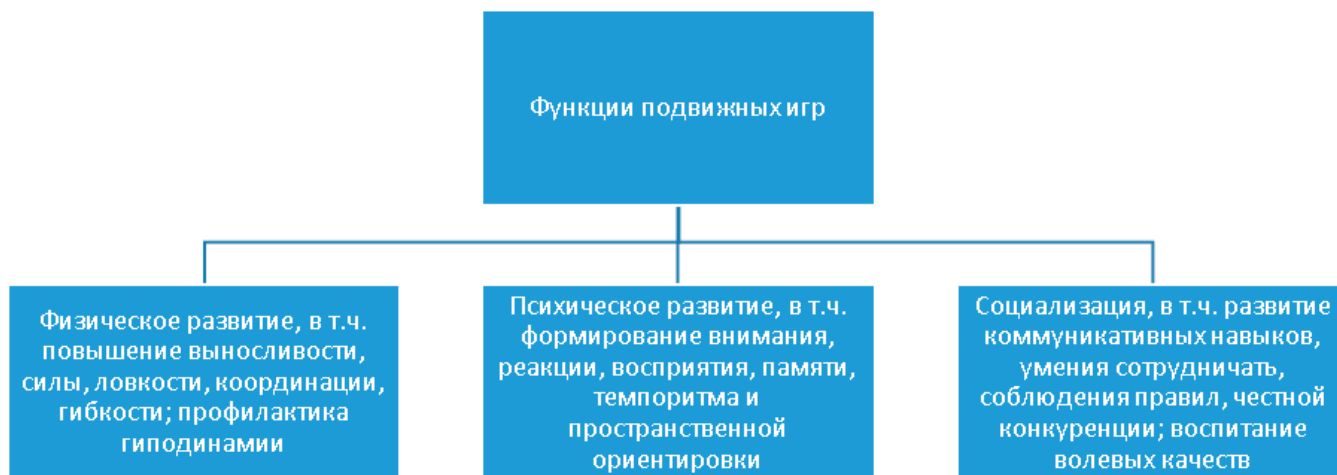 Функции подвижных игр
Физическое развитие, в т.ч.
повышение выносливости,
силы, ловкости, координации,
гибкости; профилактика
гиподинамии
Психическое развитие, в т.ч.
формирование внимания,
реакции, восприятия, памяти,
темпоритма и
пространственной
ориентировки
Социализация, в т.ч. развитие
коммуникативных навыков,
умения сотрудничать,
соблюдения правил, честной
конкуренции; воспитание
волевых качеств